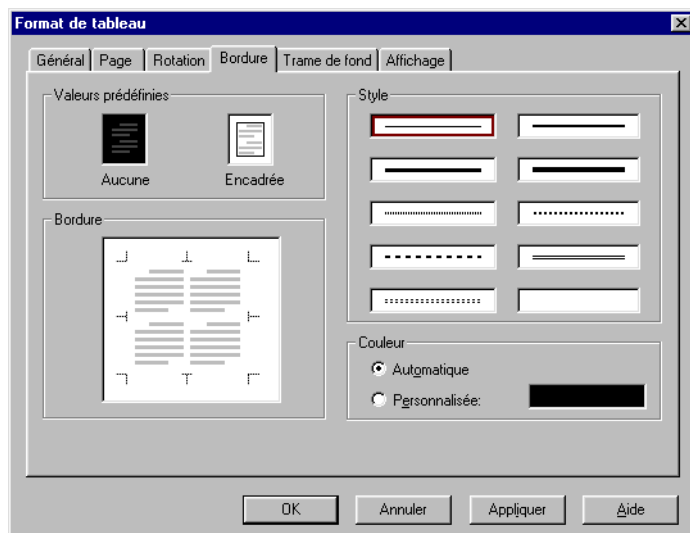 Format de tableau
Général Page Rotation Bordure Trame de fond Affichage
Valeurs prédéfinies
Aucune Encadrée
Bordure
Style
Couleur
Automatique
Personnalisée:
OK Annuler Appliquer Aide